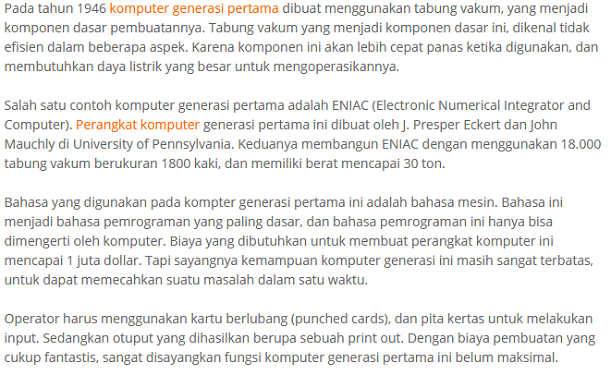 Pada tahun 1946 komputer generasi pertama dibuat menggunakan tabung vakum, yang menjadi
komponen dasar pembuatannya. Tabung vakum yang menjadi komponen dasar ini, dikenal tidak
efisien dalam beberapa aspek. Karena komponen ini akan lebih cepat panas ketika digunakan, dan
membutuhkan daya listrik yang besar untuk mengoperasikannya.
Salah satu contoh komputer generasi pertama adalah ENIAC (Electronic Numerical Integrator and
Computer). Perangkat komputer generasi pertama ini dibuat oleh J. Presper Eckert dan John
Mauchly di University of Pennsylvania. Keduanya membangun ENIAC dengan menggunakan 18.000
tabung vakum berukuran 1800 kaki, dan memiliki berat mencapai 30 ton.
Bahasa yang digunakan pada kompter generasi pertama ini adalah bahasa mesin. Bahasa ini
menjadi bahasa pemrograman yang paling dasar, dan bahasa pemrograman ini hanya bisa
dimengerti oleh komputer. Biaya yang dibutuhkan untuk membuat perangkat komputer ini
mencapai 1 juta dollar. Tapi sayangnya kemampuan komputer generasi ini masih sangat terbatas,
untuk dapat memecahkan suatu masalah dalam satu waktu.
Operator harus menggunakan kartu berlubang (punched cards), dan pita kertas untuk melakukan
input. Sedangkan otuput yang dihasilkan berupa sebuah print out. Dengan biaya pembuatan yang
cukup fantastis, sangat disayangkan fungsi komputer generasi pertama ini belum maksimal.